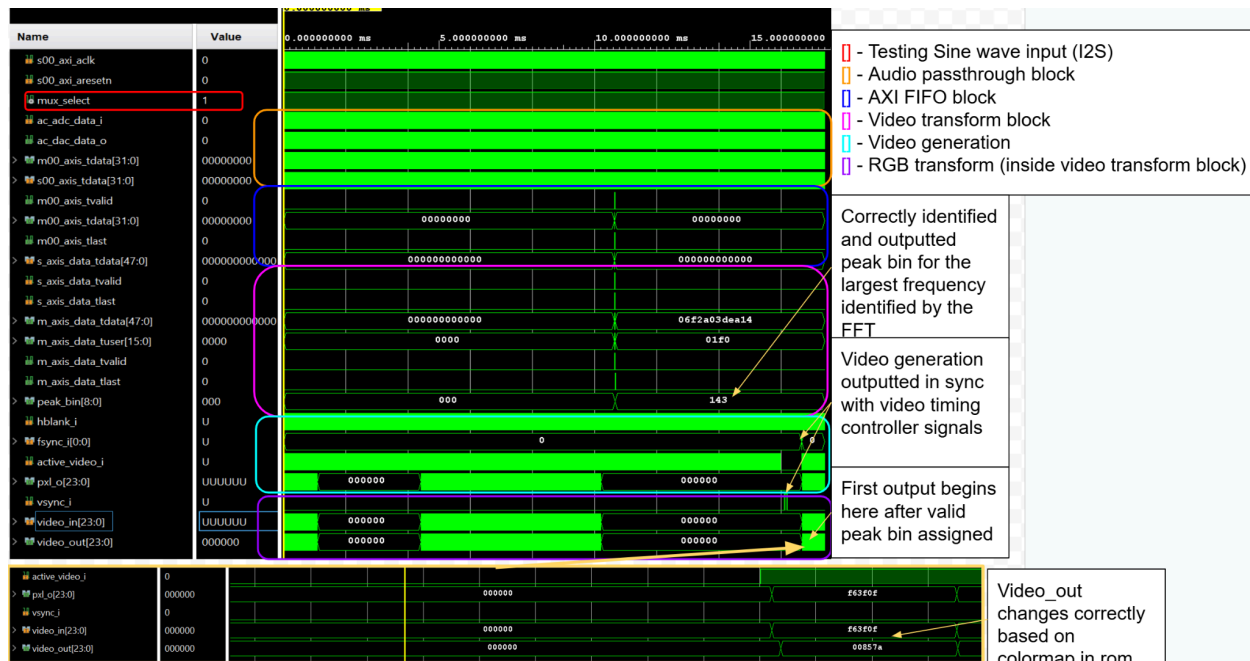 0.000000000 ms
Name Value
0.000000000 ms 5.000000000 ms 10.000000000 ms 15.000000000
s00_axi_aclk 0
s00_axi_aresetn 0
mux_select 1
ac_adc_data_i 0
ac_dac_data_o 0
m00_axis_tdata[31:0] 00000000
s00_axis_tdata[31:0] 00000000
m00_axis_tvalid 0
m00_axis_tdata[31:0] 00000000 00000000 00000000
m00_axis_tlast 0
s_axis_data_tdata[47:0] 000000000000 000000000000 000000000000
s_axis_data_tvalid 0
s_axis_data_tlast 0
m_axis_data_tdata[47:0] 000000000000 000000000000 06f2a03dea14
m_axis_data_tuser[15:0] 0000 0000 01f0
m_axis_data_tvalid 0
m_axis_data_tlast 0
peak_bin[8:0] 000 000 143
hblank_i U
fsync_i[0:0] U 0 0
active_video_i U
pxl_o[23:0] UUUUUU 000000 000000
vsync_i U
video_in[23:0] UUUUUU 000000 000000
video_out[23:0] 000000 000000 000000
[] - Testing Sine wave input (I2S)
[] - Audio passthrough block
[] - AXI FIFO block
[] - Video transform block
[] - Video generation
[] - RGB transform (inside video transform block)
Correctly identified
and outputted
peak bin for the
largest frequency
identified by the
FFT
Video generation
outputted in sync
with video timing
controller signals
First output begins
here after valid
peak bin assigned
active_video_i 0
pxl_o[23:0] 000000 000000 f63f0f
vsync_i 0
video_in[23:0] 000000 000000 f63f0f
video_out[23:0] 000000 000000 00857a
Video_out
changes correctly
based on
colormap in rom